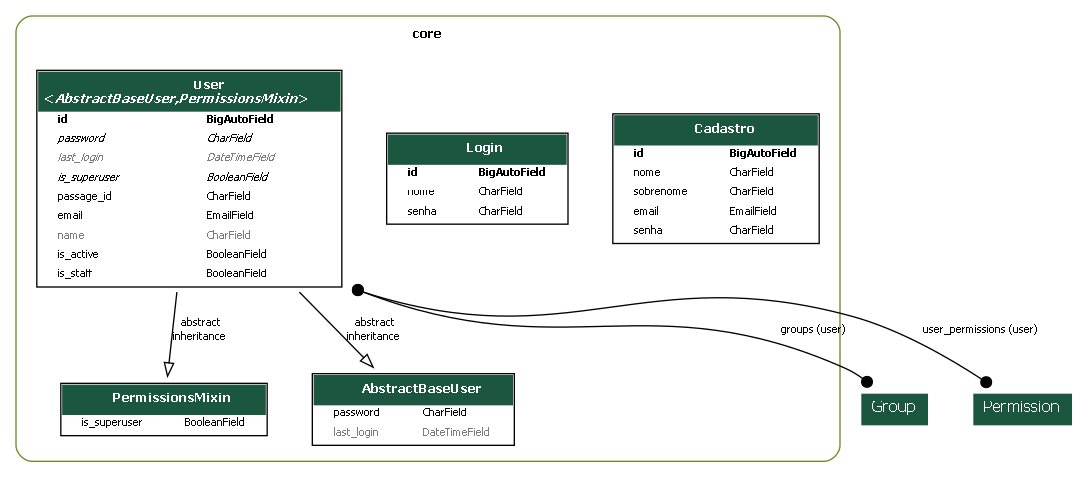 core
User
<AbstractBaseUser,PermissionsMixin>
id BigAutoField
password CharField
last_login DateTimeField
is_superuser BooleanField
passage_id CharField
email EmailField
name CharField
is_active BooleanField
is_staff BooleanField
Login
id BigAutoField
nome CharField
senha CharField
Cadastro
id BigAutoField
nome CharField
sobrenome CharField
email EmailField
senha CharField
abstract
inheritance
abstract
inheritance
groups (user)
user_permissions (user)
PermissionsMixin
is_superuser BooleanField
AbstractBaseUser
password CharField
last_login DateTimeField
Group
Permission